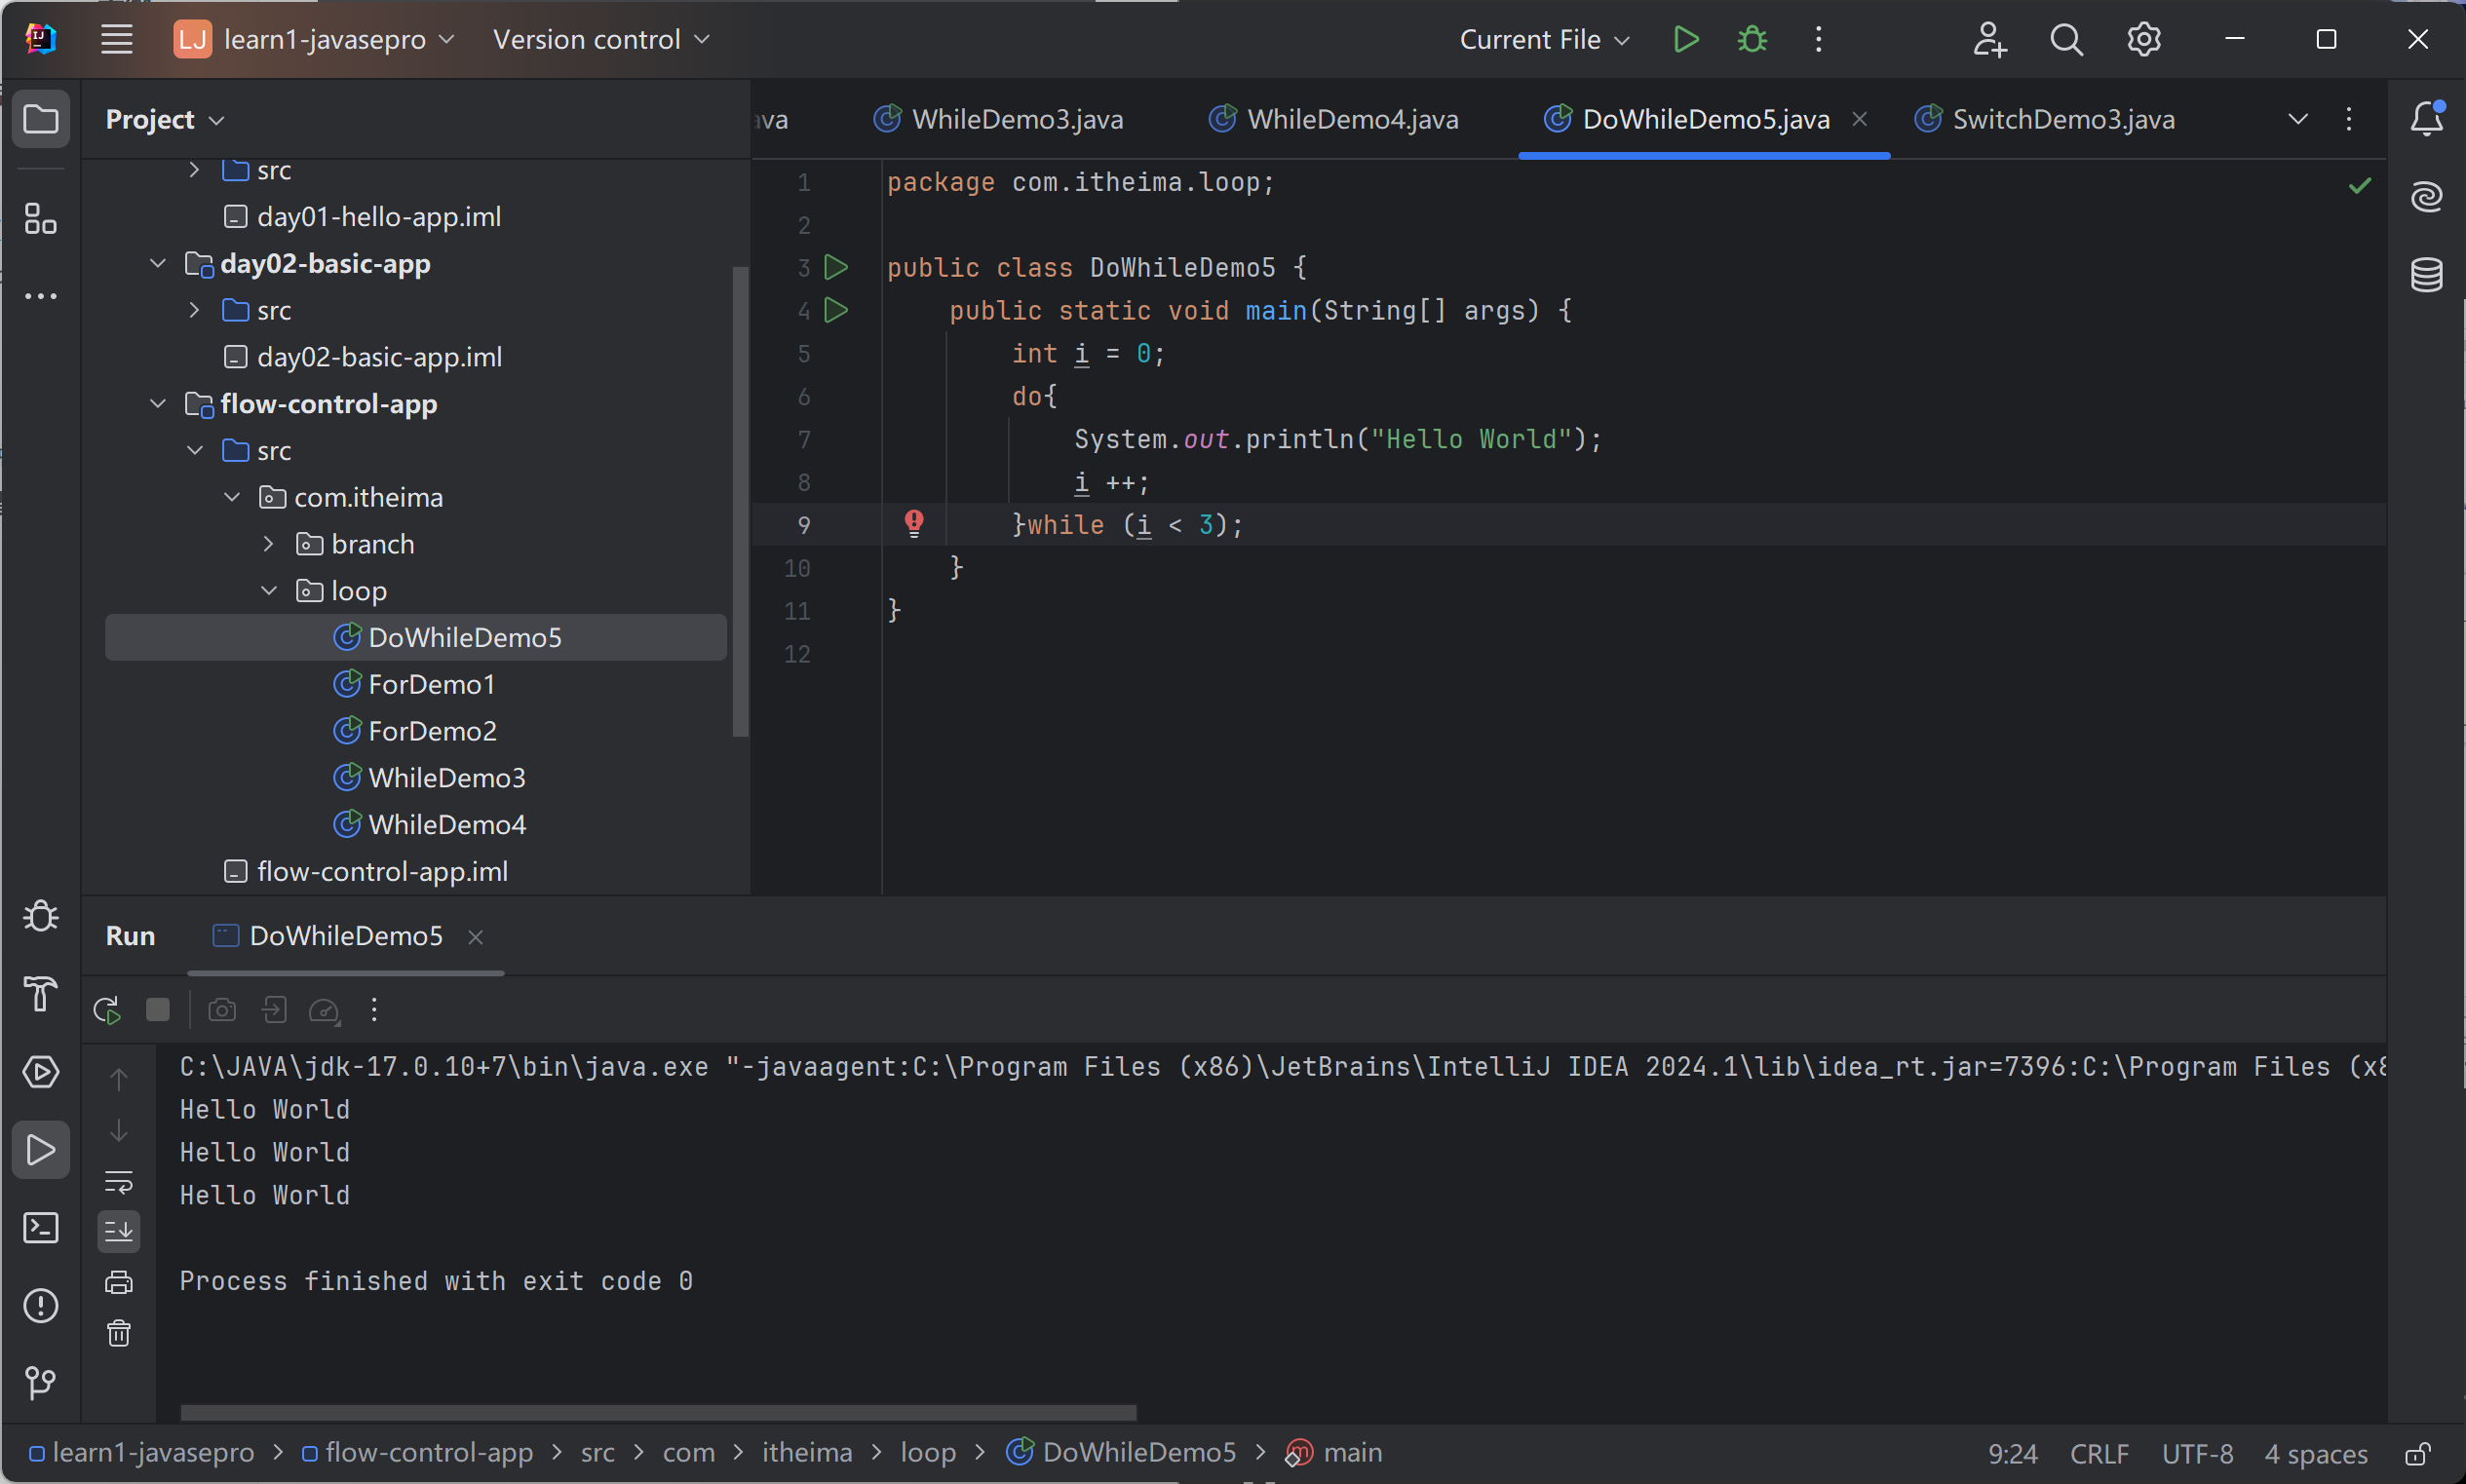 LJ learn1-javasepro Version control Current File
Project
src
day01-hello-app.iml
day02-basic-app
src
day02-basic-app.iml
flow-control-app
src
com.itheima
branch
loop
DoWhileDemo5
ForDemo1
ForDemo2
WhileDemo3
WhileDemo4
flow-control-app.iml
ava WhileDemo3.java WhileDemo4.java DoWhileDemo5.java SwitchDemo3.java
1 package com.itheima.loop;
2
3 public class DoWhileDemo5 {
4 public static void main(String[] args) {
5 int i = 0;
6 do{
7 System.out.println("Hello World");
8 i ++;
9 }while (i < 3);
10 }
11 }
12
Run DoWhileDemo5
C:\JAVA\jdk-17.0.10+7\bin\java.exe "-javaagent:C:\Program Files (x86)\JetBrains\IntelliJ IDEA 2024.1\lib\idea_rt.jar=7396:C:\Program Files (x8
Hello World
Hello World
Hello World
Process finished with exit code 0
learn1-javasepro > flow-control-app > src > com > itheima > loop > DoWhileDemo5 > main 9:24 CRLF UTF-8 4 spaces